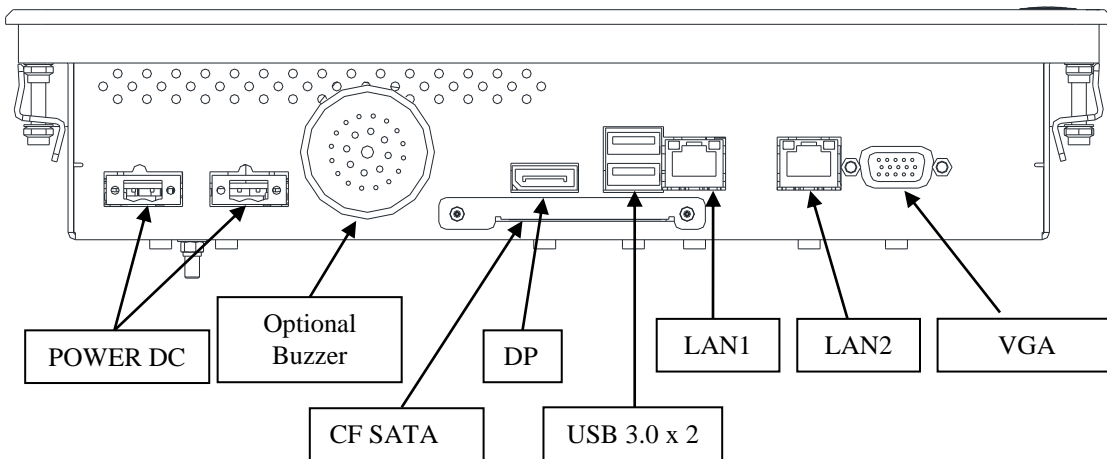 POWER DC
Optional
Buzzer
DP
LAN1
LAN2
VGA
CF SATA
USB 3.0 x 2